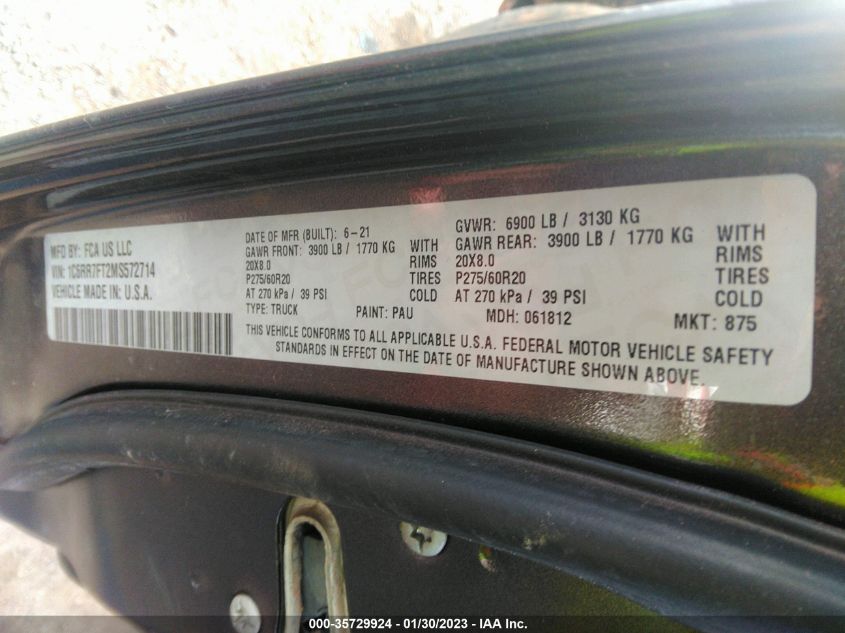 MFD BY: FCA US LLC
VIN: 1C6RR7FT2MS572714
VEHICLE MADE IN: U.S.A.
DATE OF MFR (BUILT): 6-21
GAWR FRONT: 3900 LB / 1770 KG WITH
20X8.0 RIMS
P275/60R20 TIRES
AT 270 kPa / 39 PSI COLD
TYPE: TRUCK PAINT: PAU
GVWR: 6900 LB / 3130 KG
GAWR REAR: 3900 LB / 1770 KG WITH
20X8.0 RIMS
P275/60R20 TIRES
AT 270 kPa / 39 PSI COLD
MDH: 061812 MKT: 875
THIS VEHICLE CONFORMS TO ALL APPLICABLE U.S.A. FEDERAL MOTOR VEHICLE SAFETY
STANDARDS IN EFFECT ON THE DATE OF MANUFACTURE SHOWN ABOVE.
000-35729924 - 01/30/2023 - IAA Inc.